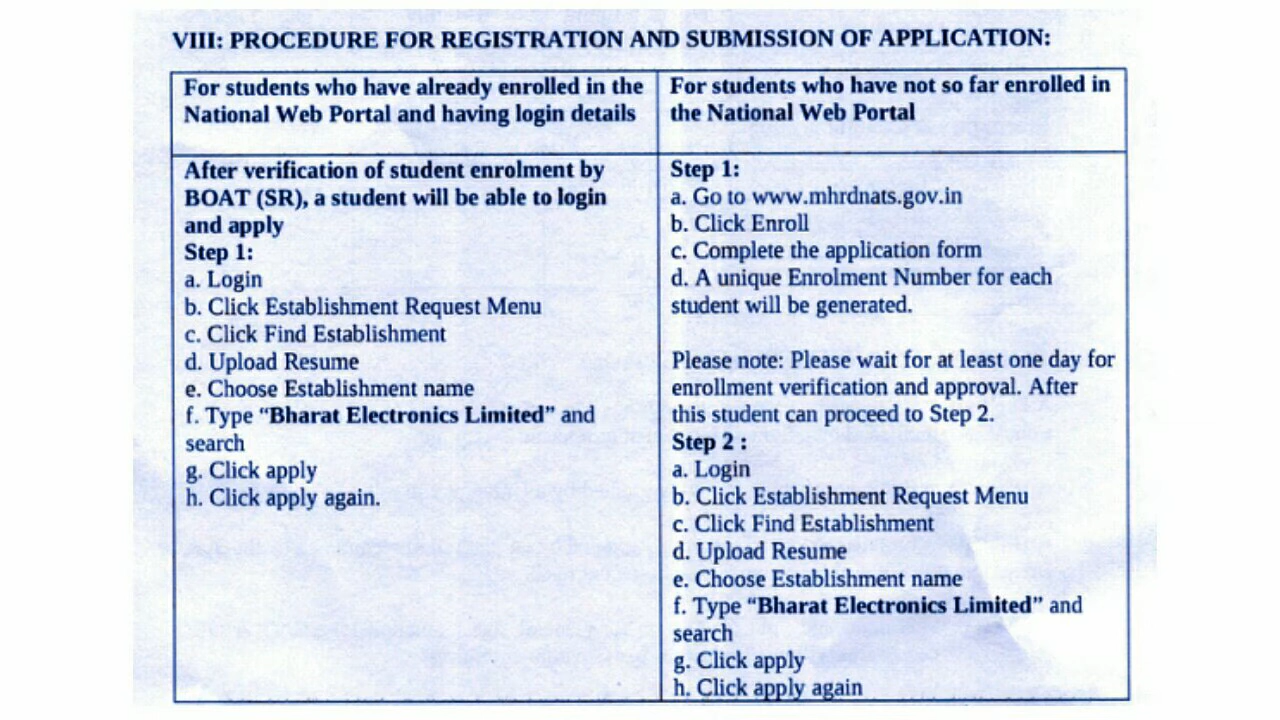 VIII: PROCEDURE FOR REGISTRATION AND SUBMISSION OF APPLICATION:
For students who have already enrolled in the
National Web Portal and having login details
For students who have not so far enrolled in
the National Web Portal
After verification of student enrolment by
BOAT (SR), a student will be able to login
and apply
Step 1:
a. Login
b. Click Establishment Request Menu
c. Click Find Establishment
d. Upload Resume
e. Choose Establishment name
f. Type “Bharat Electronics Limited” and
search
g. Click apply
h. Click apply again.
Step 1:
a. Go to www.mhrdnats.gov.in
b. Click Enroll
c. Complete the application form
d. A unique Enrolment Number for each
student will be generated.
Please note: Please wait for at least one day for
enrollment verification and approval. After
this student can proceed to Step 2.
Step 2 :
a. Login
b. Click Establishment Request Menu
c. Click Find Establishment
d. Upload Resume
e. Choose Establishment name
f. Type “Bharat Electronics Limited” and
search
g. Click apply
h. Click apply again